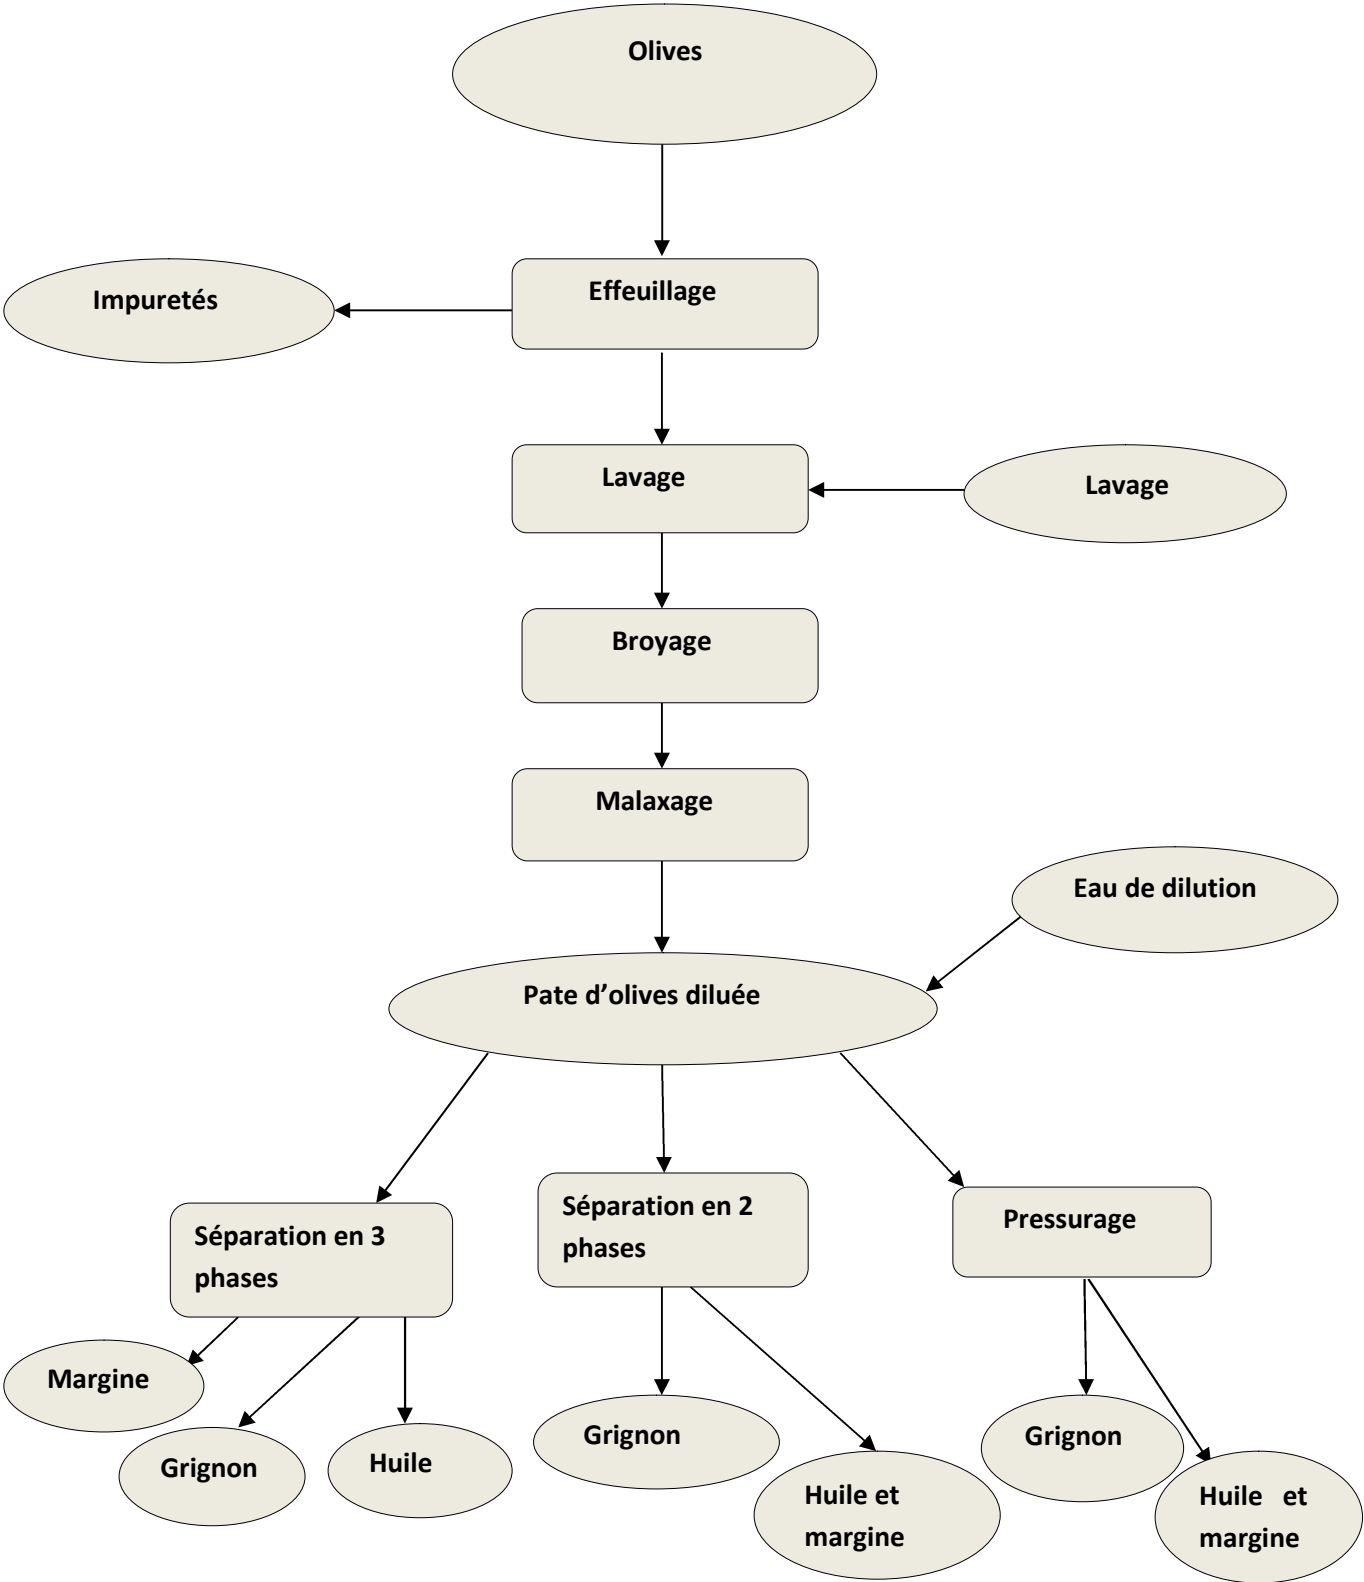 Olives
Impuretés
Effeuillage
Lavage
Lavage
Broyage
Malaxage
Eau de dilution
Pate d’olives diluée
Séparation en 3
phases
Séparation en 2
phases
Pressurage
Margine
Grignon
Huile
Grignon
Huile et
margine
Grignon
Huile et
margine